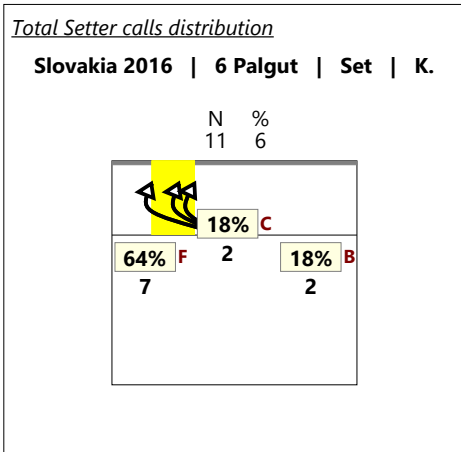 Total Setter calls distribution
Slovakia 2016 | 6 Palgut | Set | K.
N %
11 6
18% C
2
64% F 18% B
7 2